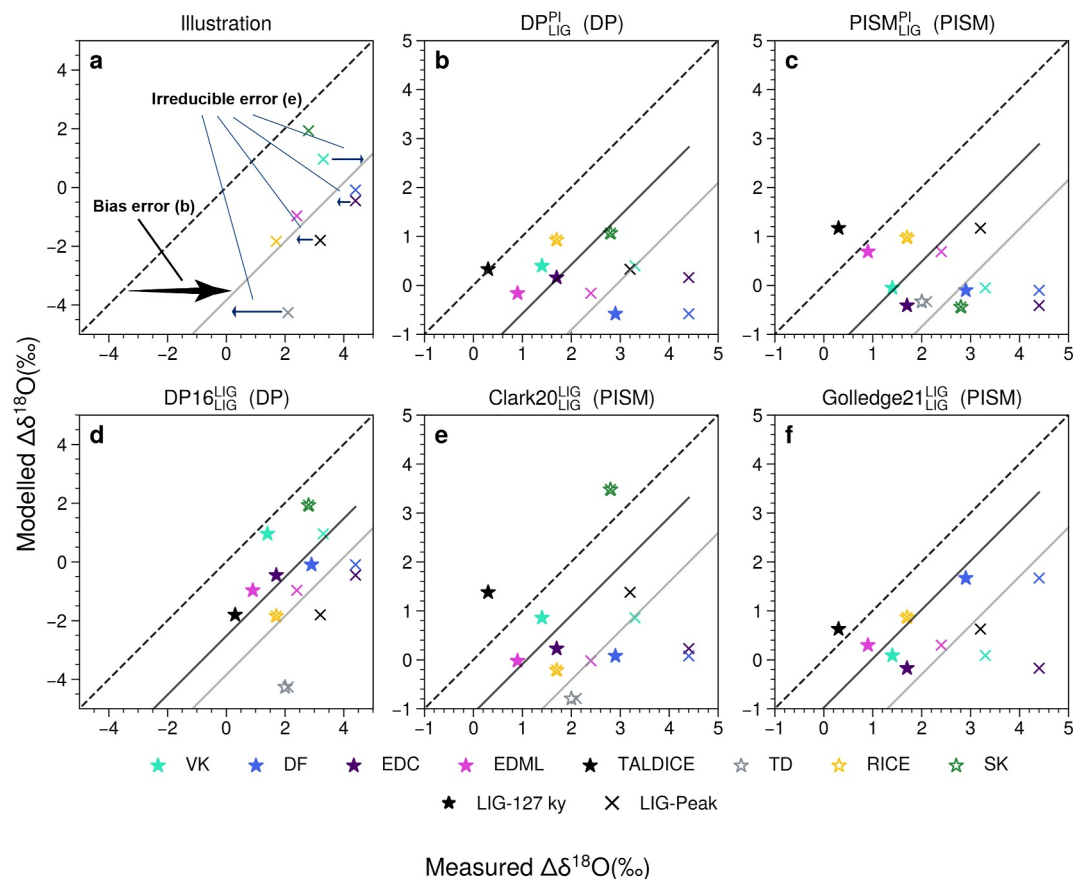 Illustration
DP^PI_LIG (DP)
PISM^PI_LIG (PISM)
a
Irreducible error (e)
Bias error (b)
4
2
0
−2
−4
−4 −2 0 2 4
b
5
4
3
2
1
0
−1
−1 0 1 2 3 4 5
c
5
4
3
2
1
0
−1
−1 0 1 2 3 4 5
Modelled Δδ¹⁸O(‰)
DP16^LIG_LIG (DP)
Clark20^LIG_LIG (PISM)
Golledge21^LIG_LIG (PISM)
d
4
2
0
−2
−4
−4 −2 0 2 4
e
5
4
3
2
1
0
−1
−1 0 1 2 3 4 5
f
5
4
3
2
1
0
−1
−1 0 1 2 3 4 5
VK DF EDC EDML TALDICE TD RICE SK
LIG-127 ky LIG-Peak
Measured Δδ¹⁸O(‰)